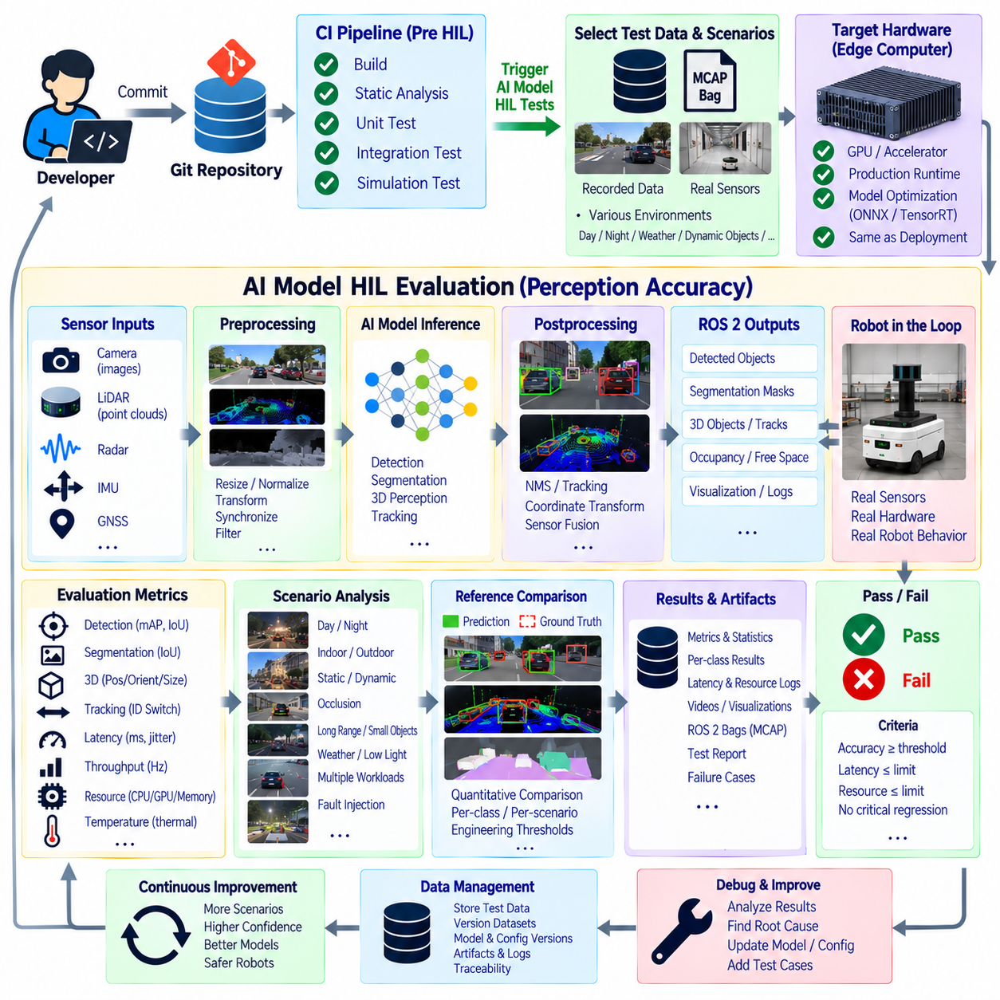 Developer
Commit
Git Repository
CI Pipeline (Pre HIL)
Build
Static Analysis
Unit Test
Integration Test
Simulation Test
Trigger
AI Model
HIL Tests
Select Test Data & Scenarios
MCAP
Bag
Recorded Data
Real Sensors
• Various Environments
Day / Night / Weather / Dynamic Objects / ...
Target Hardware
(Edge Computer)
GPU / Accelerator
Production Runtime
Model Optimization
(ONNX / TensorRT)
Same as Deployment
AI Model HIL Evaluation (Perception Accuracy)
Sensor Inputs
Camera
(images)
LiDAR
(point clouds)
Radar
IMU
GNSS
...
Preprocessing
Resize / Normalize
Transform
Synchronize
Filter
...
AI Model Inference
Detection
Segmentation
3D Perception
Tracking
...
Postprocessing
NMS / Tracking
Coordinate Transform
Sensor Fusion
...
ROS 2 Outputs
Detected Objects
Segmentation Masks
3D Objects / Tracks
Occupancy / Free Space
Visualization / Logs
...
Robot in the Loop
Real Sensors
Real Hardware
Real Robot Behavior
Evaluation Metrics
Detection (mAP, IoU)
Segmentation (IoU)
3D (Pos/Orient/Size)
Tracking (ID Switch)
Latency (ms, jitter)
Throughput (Hz)
Resource (CPU/GPU/Memory)
Temperature (thermal)
...
Scenario Analysis
Day / Night
Indoor / Outdoor
Static / Dynamic
Occlusion
Long Range / Small Objects
Weather / Low Light
Multiple Workloads
Fault Injection
...
Reference Comparison
Prediction
Ground Truth
Quantitative Comparison
Per-class / Per-scenario
Engineering Thresholds
...
Results & Artifacts
Metrics & Statistics
Per-class Results
Latency & Resource Logs
Videos / Visualizations
ROS 2 Bags (MCAP)
Test Report
Failure Cases
...
Pass / Fail
Pass
Fail
Criteria
Accuracy ≥ threshold
Latency ≤ limit
Resource ≤ limit
No critical regression
...
Continuous Improvement
More Scenarios
Higher Confidence
Better Models
Safer Robots
Data Management
Store Test Data
Version Datasets
Model & Config Versions
Artifacts & Logs
Traceability
Debug & Improve
Analyze Results
Find Root Cause
Update Model / Config
Add Test Cases